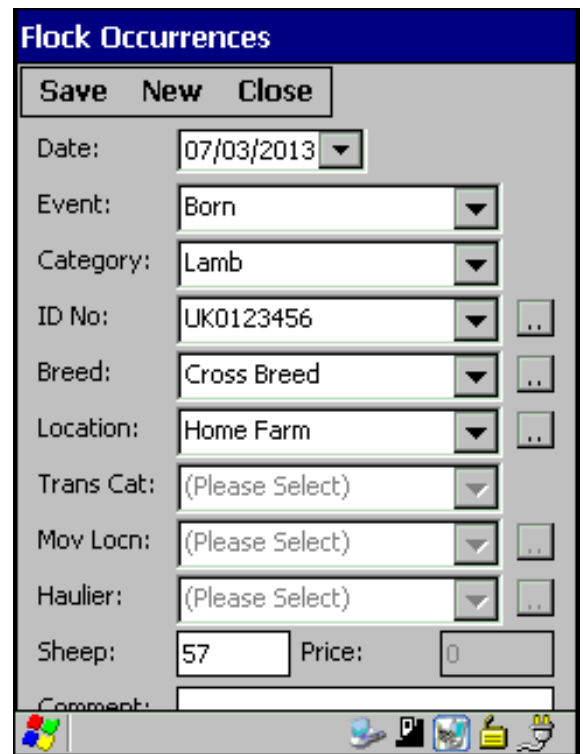 Flock Occurrences
Save New Close
Date: 07/03/2013
Event: Born
Category: Lamb
ID No: UK0123456 ..
Breed: Cross Breed ..
Location: Home Farm ..
Trans Cat: (Please Select)
Mov Locn: (Please Select) ..
Haulier: (Please Select) ..
Sheep: 57 Price: 0
Comment: